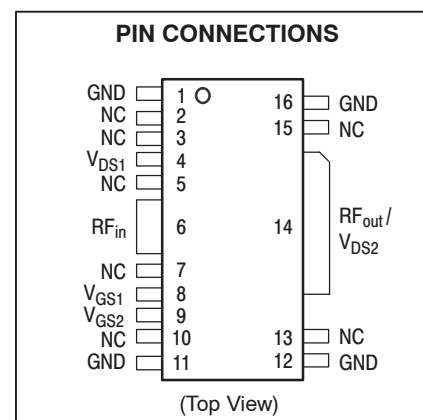 PIN CONNECTIONS
GND 1 16 GND
NC 2
NC 3 15 NC
VDS1 4
NC 5
RFin 6 14 RFout / VDS2
NC 7
VGS1 8
VGS2 9
NC 10 13 NC
GND 11 12 GND
(Top View)